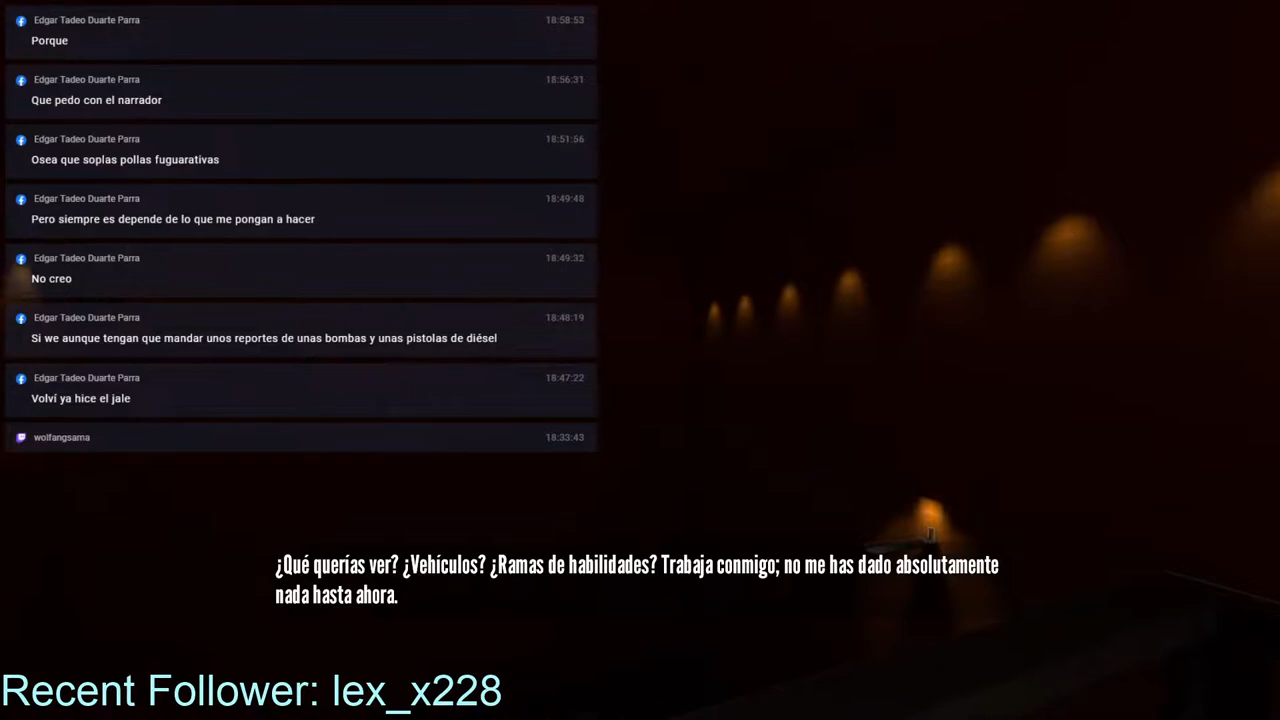 Edgar Tadeo Duarte Parra 18:58:53
Porque
Edgar Tadeo Duarte Parra 18:56:31
Que pedo con el narrador
Edgar Tadeo Duarte Parra 18:51:56
Osea que soplas pollas fuguarativas
Edgar Tadeo Duarte Parra 18:49:48
Pero siempre es depende de lo que me pongan a hacer
Edgar Tadeo Duarte Parra 18:49:32
No creo
Edgar Tadeo Duarte Parra 18:48:19
Si we aunque tengan que mandar unos reportes de unas bombas y unas pistolas de diésel
Edgar Tadeo Duarte Parra 18:47:22
Volví ya hice el jale
wolfangsama 18:33:43
¿Qué querías ver? ¿Vehículos? ¿Ramas de habilidades? Trabaja conmigo; no me has dado absolutamente
nada hasta ahora.
Recent Follower: lex_x228